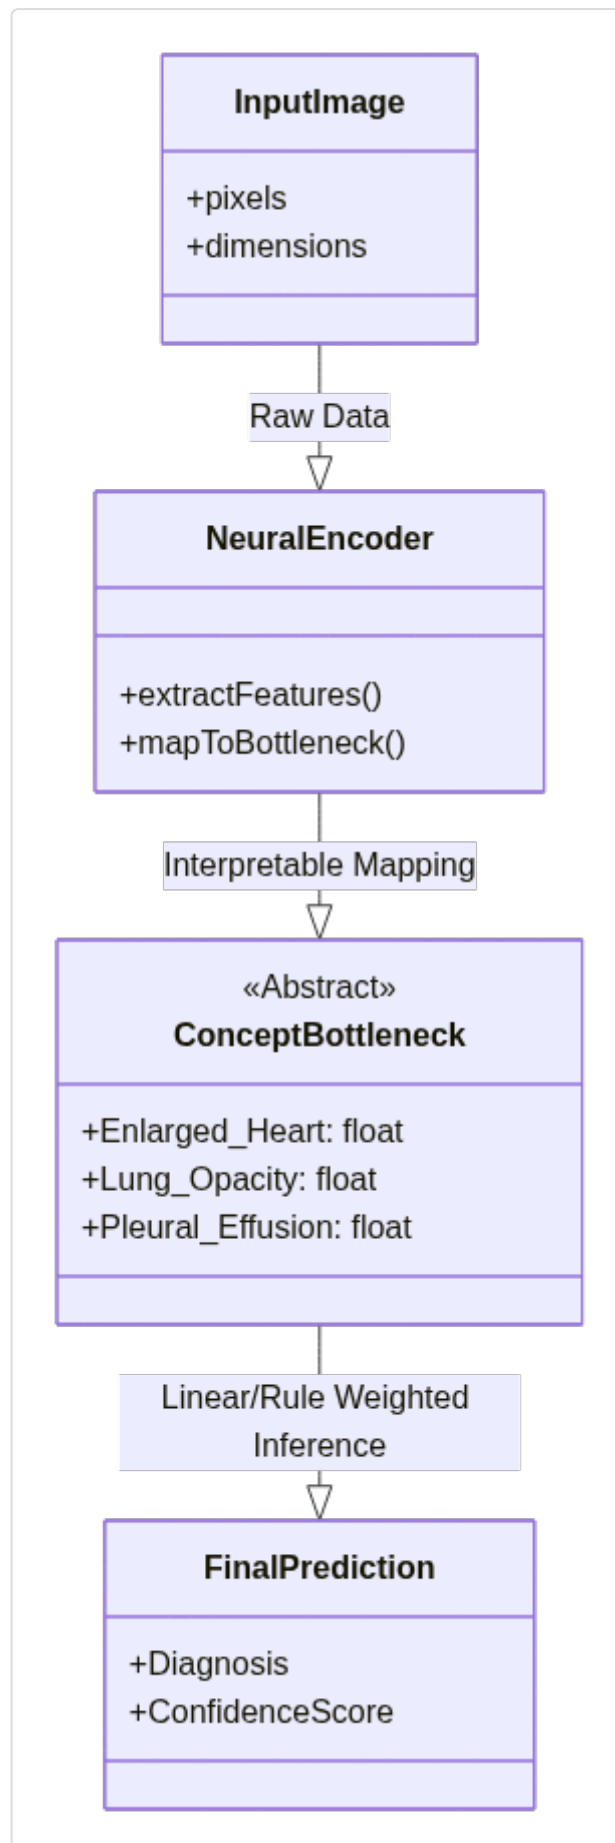 InputImage
+pixels
+dimensions
Raw Data
NeuralEncoder
+extractFeatures()
+mapToBottleneck()
Interpretable Mapping
«Abstract»
ConceptBottleneck
+Enlarged_Heart: float
+Lung_Opacity: float
+Pleural_Effusion: float
Linear/Rule Weighted
Inference
FinalPrediction
+Diagnosis
+ConfidenceScore